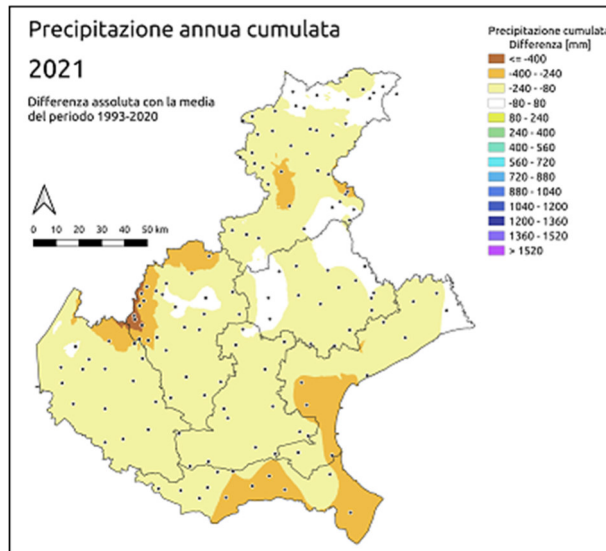 Precipitazione annua cumulata
2021
Differenza assoluta con la media
del periodo 1993-2020
Precipitazione cumulata
Differenza [mm]
<= -400
-400 - -240
-240 - -80
-80 - 80
80 - 240
240 - 400
400 - 560
560 - 720
720 - 880
880 - 1040
1040 - 1200
1200 - 1360
1360 - 1520
> 1520
0 10 20 30 40 50 km